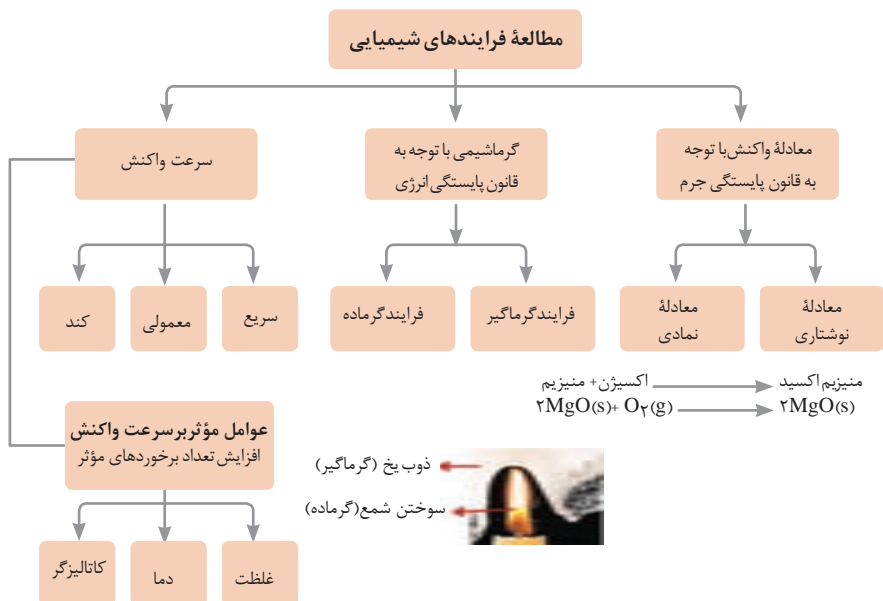 مطالعهٔ فرایندهای شیمیایی
معادلهٔ واکنش با توجه
به قانون پایستگی جرم
گرماشیمی با توجه به
قانون پایستگی انرژی
سرعت واکنش
معادلهٔ
نوشتاری
معادلهٔ
نمادی
فرایندگرماگیر
فرایندگرماده
سریع
معمولی
کند
منیزیم اکسید ⟵ اکسیژن+ منیزیم
۲MgO(s)+ O۲(g) ⟶ ۲MgO(s)
عوامل مؤثربرسرعت واکنش
افزایش تعداد برخوردهای مؤثر
ذوب یخ (گرماگیر)
سوختن شمع(گرماده)
غلظت
دما
کاتالیزگر